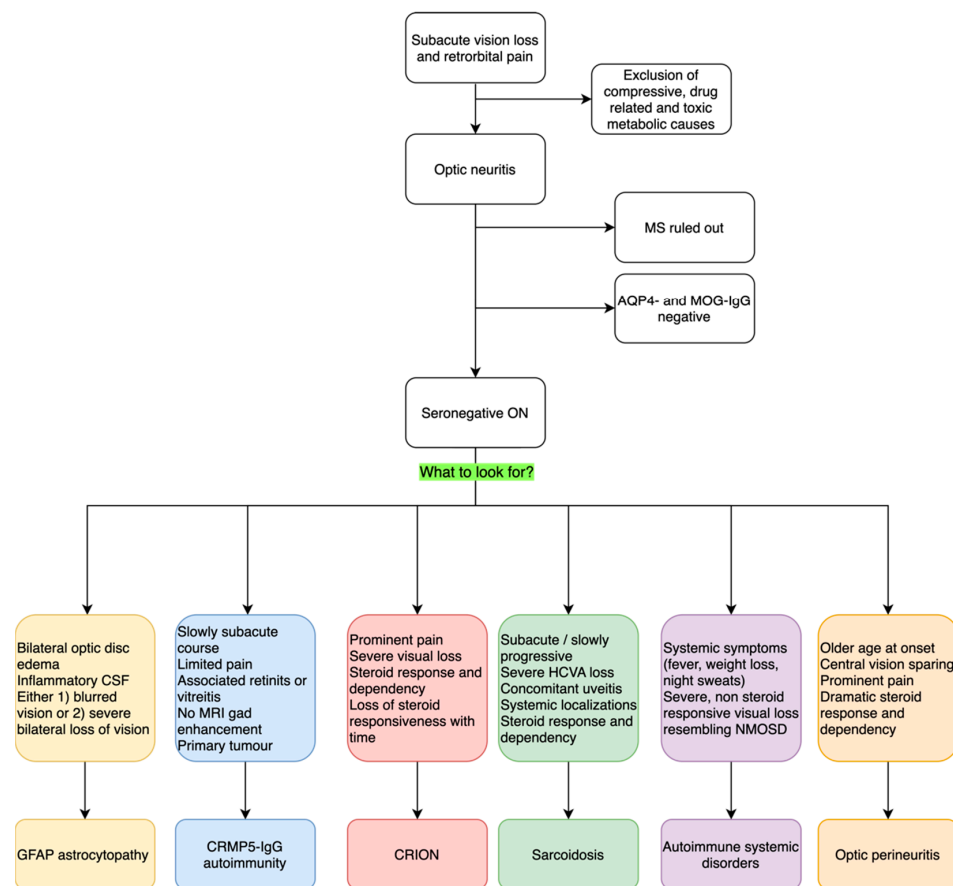 Subacute vision loss
and retrorbital pain
Exclusion of
compressive, drug
related and toxic
metabolic causes
Optic neuritis
MS ruled out
AQP4- and MOG-IgG
negative
Seronegative ON
What to look for?
Bilateral optic disc
edema
Inflammatory CSF
Either 1) blurred
vision or 2) severe
bilateral loss of vision
Slowly subacute
course
Limited pain
Associated retinits or
vitreitis
No MRI gad
enhancement
Primary tumour
Prominent pain
Severe visual loss
Steroid response and
dependency
Loss of steroid
responsiveness with
time
Subacute / slowly
progressive
Severe HCVA loss
Concomitant uveitis
Systemic localizations
Steroid response and
dependency
Systemic symptoms
(fever, weight loss,
night sweats)
Severe, non steroid
responsive visual loss
resembling NMOSD
Older age at onset
Central vision sparing
Prominent pain
Dramatic steroid
response and
dependency
GFAP astrocytopathy
CRMP5-IgG
autoimmunity
CRION
Sarcoidosis
Autoimmune systemic
disorders
Optic perineuritis